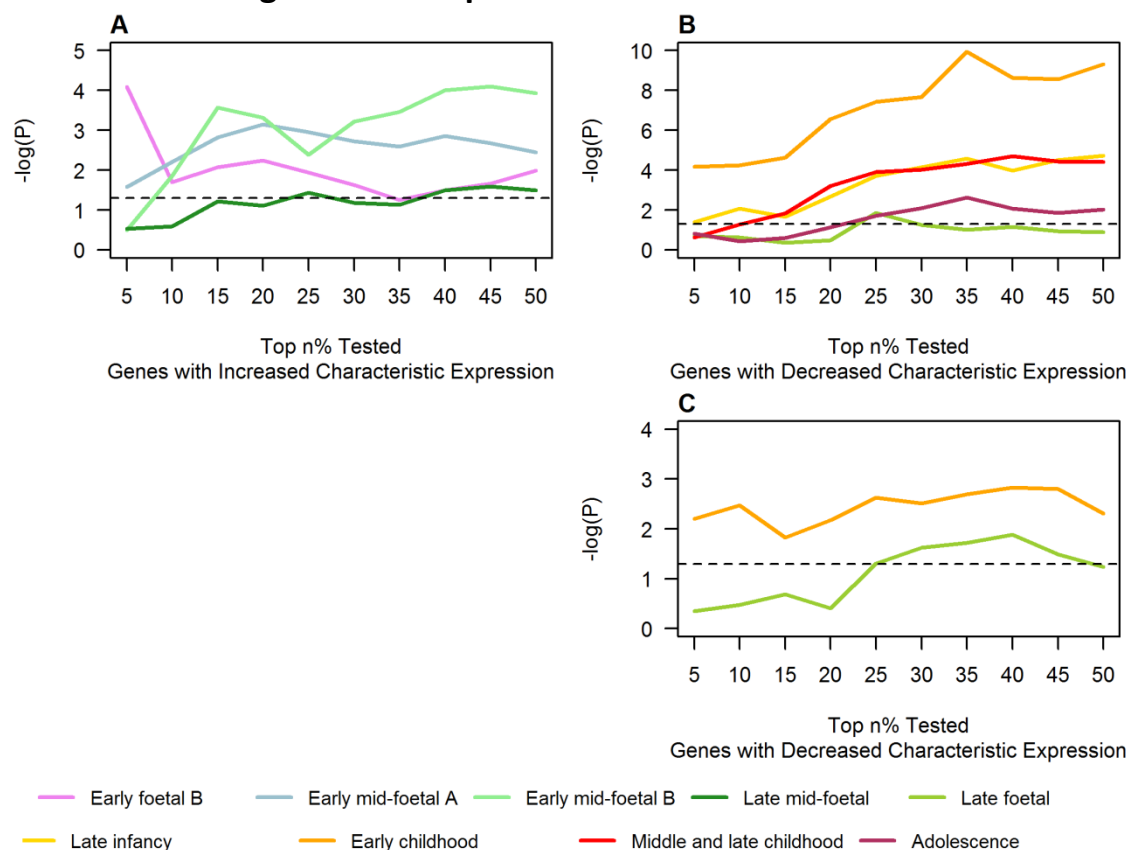 A
5
4
3
2
1
0
-log(P)
5 10 15 20 25 30 35 40 45 50
Top n% Tested
Genes with Increased Characteristic Expression
B
10
8
6
4
2
0
-log(P)
5 10 15 20 25 30 35 40 45 50
Top n% Tested
Genes with Decreased Characteristic Expression
C
4
3
2
1
0
-log(P)
5 10 15 20 25 30 35 40 45 50
Top n% Tested
Genes with Decreased Characteristic Expression
Early foetal B Early mid-foetal A Early mid-foetal B Late mid-foetal Late foetal
Late infancy Early childhood Middle and late childhood Adolescence